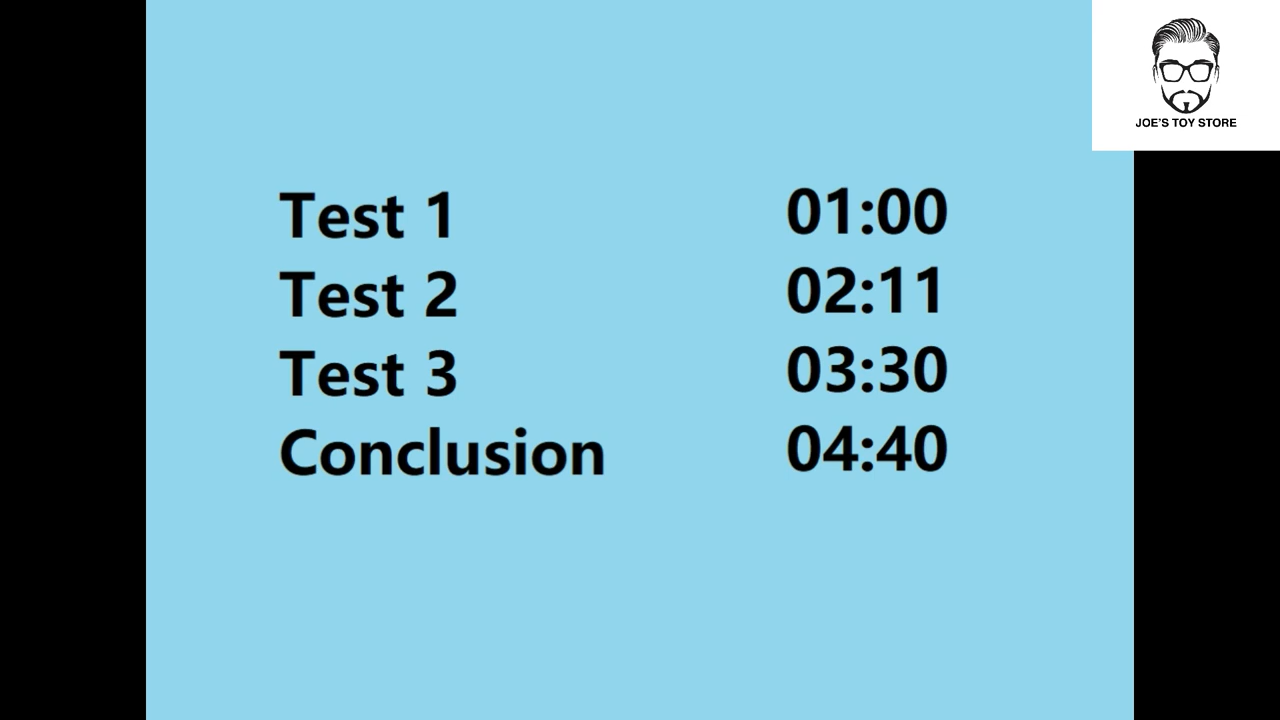 JOE'S TOY STORE
Test 1 01:00
Test 2 02:11
Test 3 03:30
Conclusion 04:40